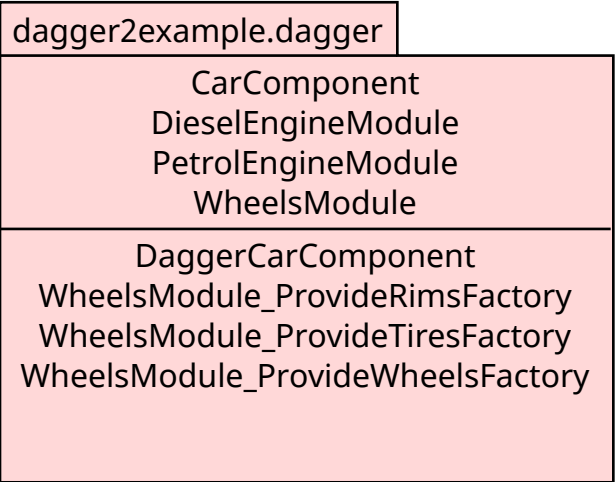 dagger2example.dagger
CarComponent
DieselEngineModule
PetrolEngineModule
WheelsModule
DaggerCarComponent
WheelsModule_ProvideRimsFactory
WheelsModule_ProvideTiresFactory
WheelsModule_ProvideWheelsFactory